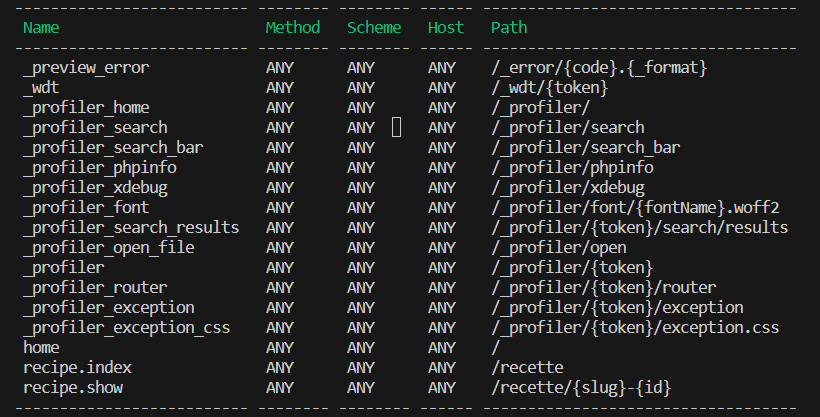 -------------------------- -------- -------- ------ -----------------------------------
Name Method Scheme Host Path
-------------------------- -------- -------- ------ -----------------------------------
_preview_error ANY ANY ANY /_error/{code}.{_format}
_wdt ANY ANY ANY /_wdt/{token}
_profiler_home ANY ANY ANY /_profiler/
_profiler_search ANY ANY ANY /_profiler/search
_profiler_search_bar ANY ANY ANY /_profiler/search_bar
_profiler_phpinfo ANY ANY ANY /_profiler/phpinfo
_profiler_xdebug ANY ANY ANY /_profiler/xdebug
_profiler_font ANY ANY ANY /_profiler/font/{fontName}.woff2
_profiler_search_results ANY ANY ANY /_profiler/{token}/search/results
_profiler_open_file ANY ANY ANY /_profiler/open
_profiler ANY ANY ANY /_profiler/{token}
_profiler_router ANY ANY ANY /_profiler/{token}/router
_profiler_exception ANY ANY ANY /_profiler/{token}/exception
_profiler_exception_css ANY ANY ANY /_profiler/{token}/exception.css
home ANY ANY ANY /
recipe.index ANY ANY ANY /recette
recipe.show ANY ANY ANY /recette/{slug}-{id}
-------------------------- -------- -------- ------ -----------------------------------